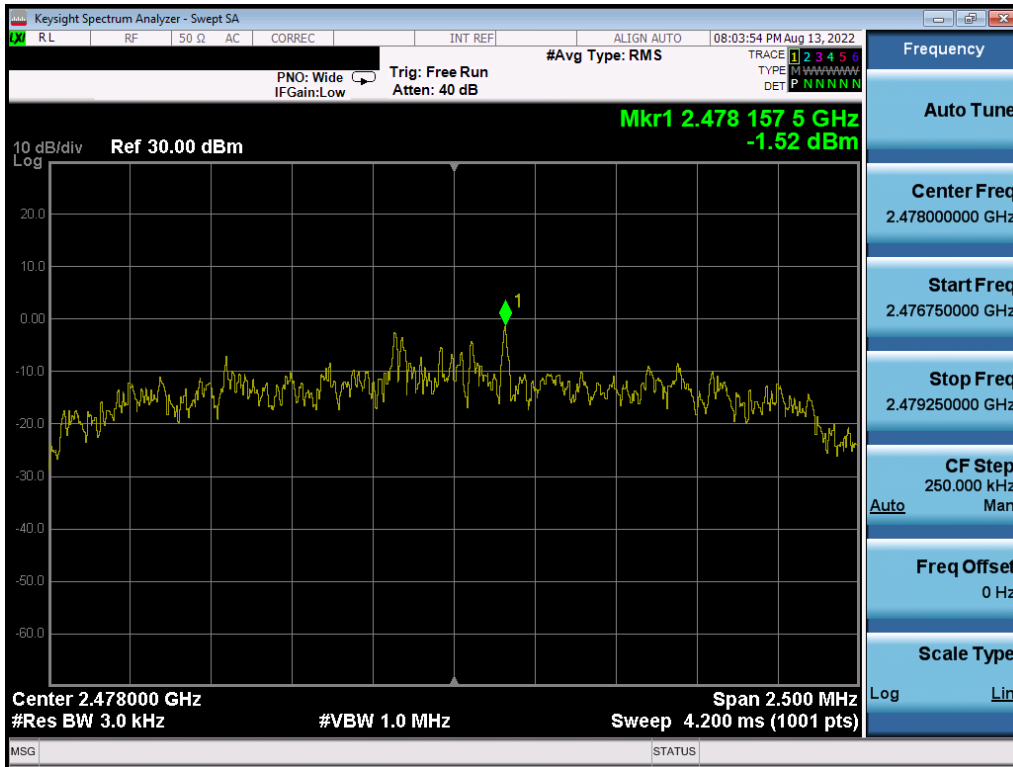 Keysight Spectrum Analyzer - Swept SA
LXI RL RF 50 Ω AC CORREC INT REF ALIGN AUTO 08:03:54 PM Aug 13, 2022
#Avg Type: RMS
TRACE 1 2 3 4 5 6
PNO: Wide Trig: Free Run
TYPE M W W W W W
IFGain:Low Atten: 40 dB
DET P N N N N N
Mkr1 2.478 157 5 GHz
-1.52 dBm
10 dB/div Ref 30.00 dBm
Log
20.0
10.0
1
0.00
-10.0
-20.0
-30.0
-40.0
-50.0
-60.0
Center 2.478000 GHz Span 2.500 MHz
#Res BW 3.0 kHz #VBW 1.0 MHz Sweep 4.200 ms (1001 pts)
MSG STATUS
Frequency
Auto Tune
Center Freq
2.478000000 GHz
Start Freq
2.476750000 GHz
Stop Freq
2.479250000 GHz
CF Step
250.000 kHz
Auto Man
Freq Offset
0 Hz
Scale Type
Log Lin